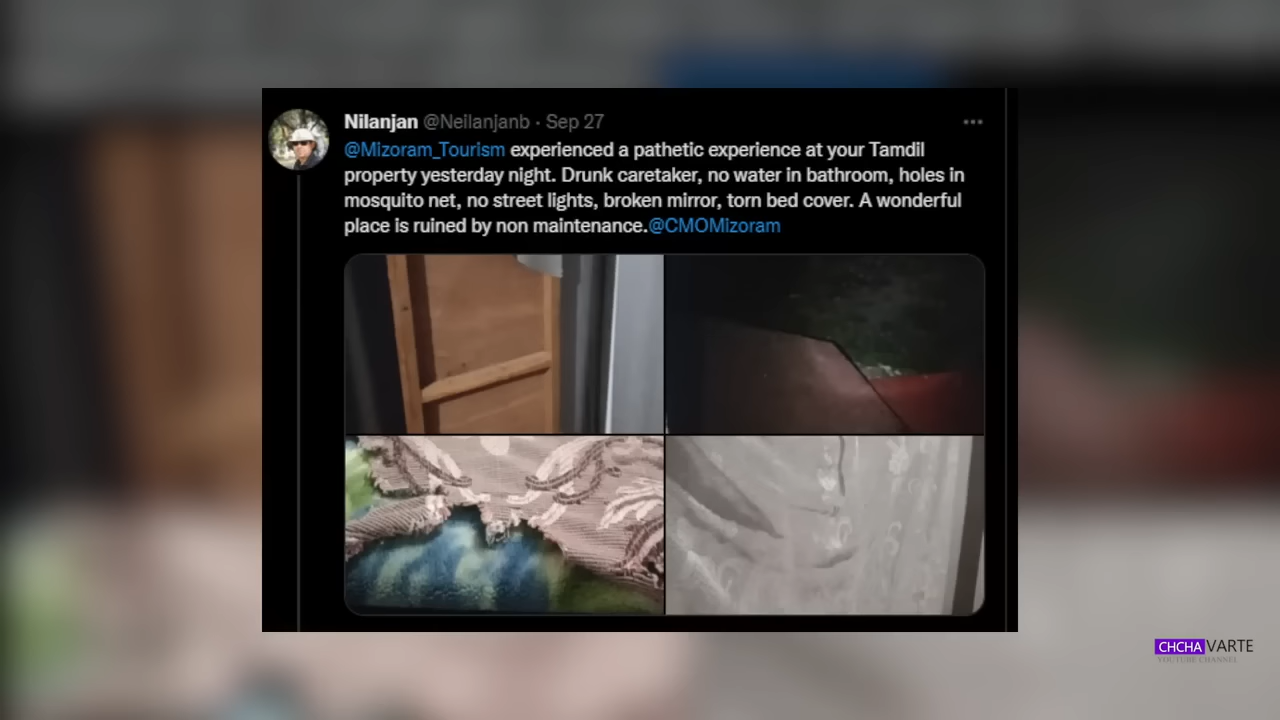 Nilanjan @Neilanjanb · Sep 27
@Mizoram_Tourism experienced a pathetic experience at your Tamdil
property yesterday night. Drunk caretaker, no water in bathroom, holes in
mosquito net, no street lights, broken mirror, torn bed cover. A wonderful
place is ruined by non maintenance.@CMOMizoram
CHCHAVARTE
YOUTUBE CHANNEL